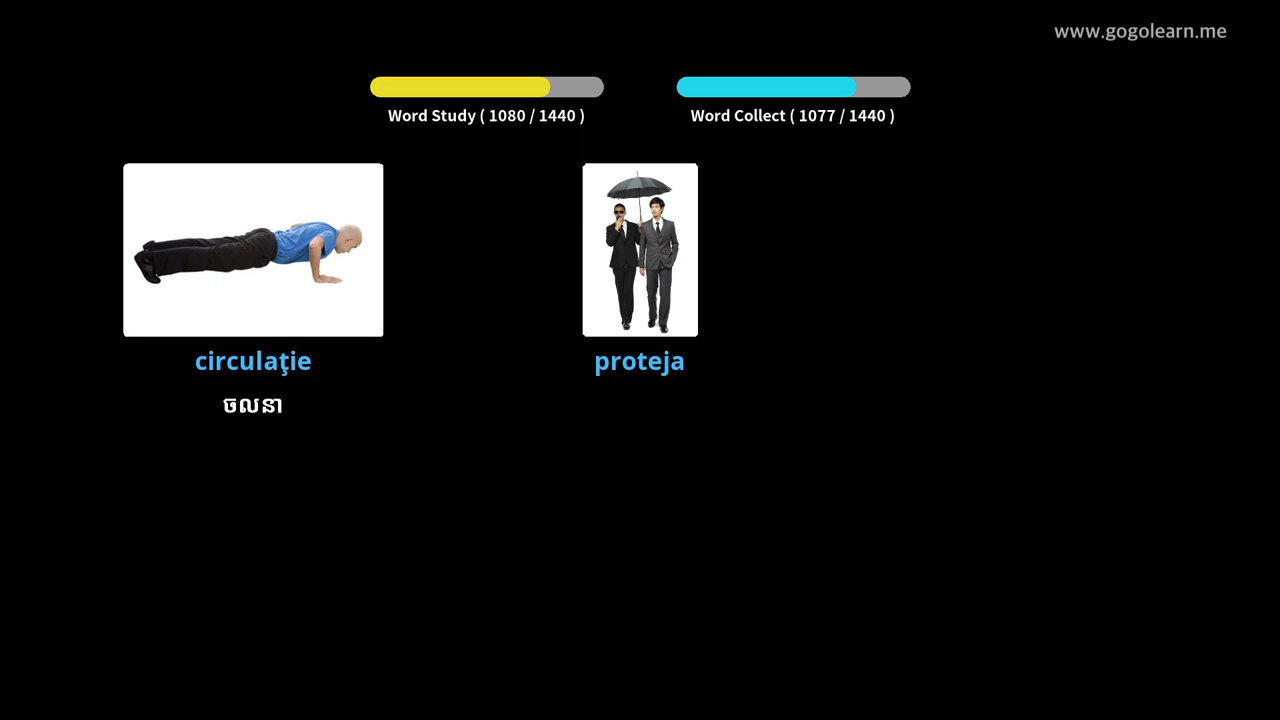 www.gogolearn.me
Word Study ( 1080 / 1440 )
Word Collect ( 1077 / 1440 )
circulaţie
proteja
ចលនា